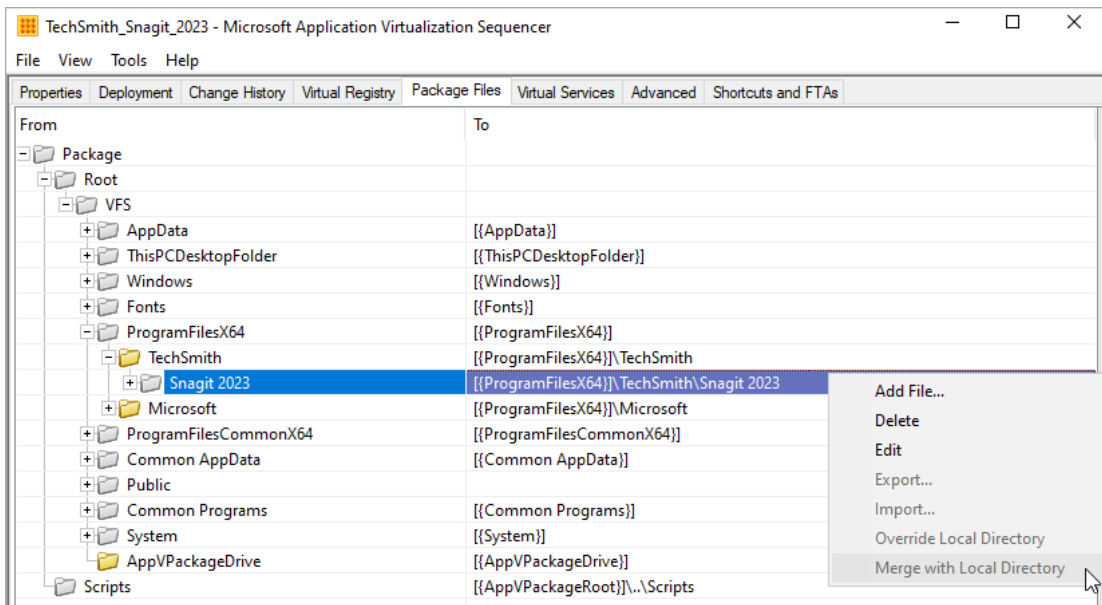 TechSmith_Snagit_2023 - Microsoft Application Virtualization Sequencer
File View Tools Help
Properties Deployment Change History Virtual Registry Package Files Virtual Services Advanced Shortcuts and FTAs
From To
Package
Root
VFS
AppData [{AppData}]
ThisPCDesktopFolder [{ThisPCDesktopFolder}]
Windows [{Windows}]
Fonts [{Fonts}]
ProgramFilesX64 [{ProgramFilesX64}]
TechSmith [{ProgramFilesX64}]\TechSmith
Snagit 2023 [{ProgramFilesX64}]\TechSmith\Snagit 2023
Microsoft [{ProgramFilesX64}]\Microsoft
ProgramFilesCommonX64 [{ProgramFilesCommonX64}]
Common AppData [{Common AppData}]
Public
Common Programs [{Common Programs}]
System [{System}]
AppVPackageDrive [{AppVPackageDrive}]
Scripts [{AppVPackageRoot}]\..\Scripts
Add File...
Delete
Edit
Export...
Import...
Override Local Directory
Merge with Local Directory